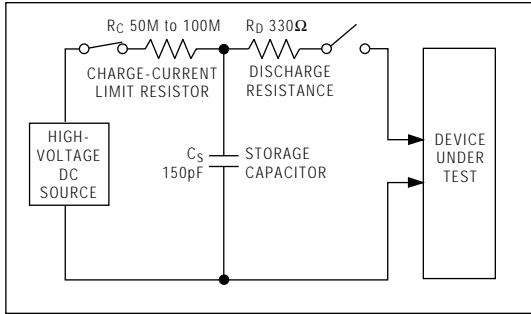 RC 50M to 100M
RD 330Ω
CHARGE-CURRENT
LIMIT RESISTOR
DISCHARGE
RESISTANCE
HIGH-
VOLTAGE
DC
SOURCE
CS
150pF
STORAGE
CAPACITOR
DEVICE
UNDER
TEST